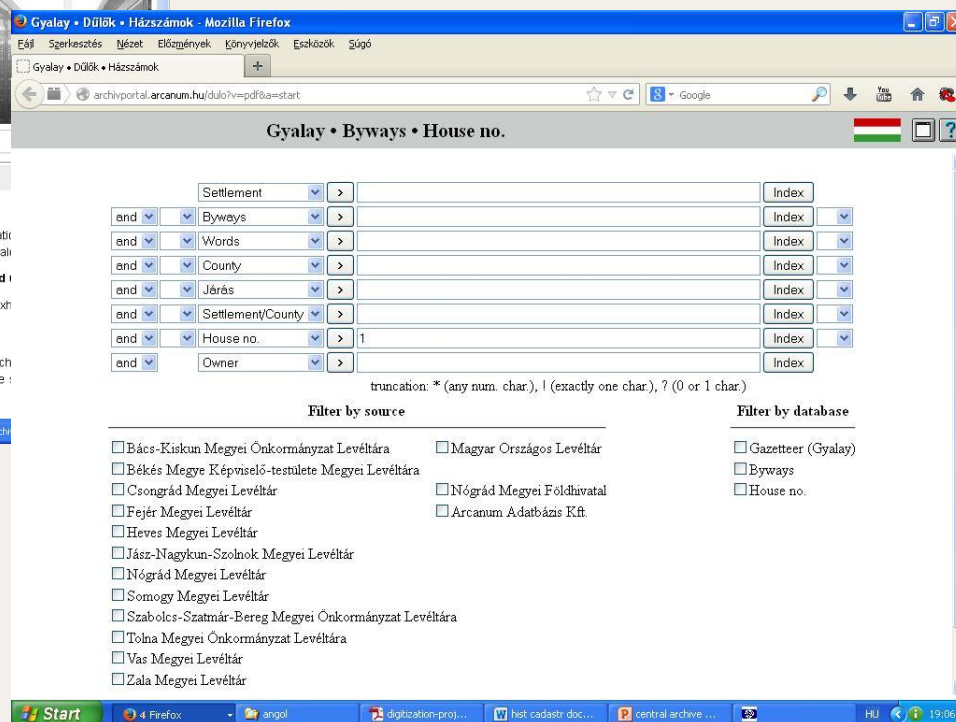 Gyalay • Dűlők • Házszámok - Mozilla Firefox
Fájl Szerkesztés Nézet Előzmények Könyvjelzők Eszközök Súgó
Gyalay • Dűlők • Házszámok +
archivportal.arcanum.hu/dulo?v=pdf&a=start Google You Tube
Gyalay • Byways • House no. ?
Settlement > Index
and Byways > Index
and Words > Index
and County > Index
and Járás > Index
and Settlement/County > Index
and House no. > 1 Index
and Owner > Index
truncation: * (any num. char.), ! (exactly one char.), ? (0 or 1 char.)
Filter by source Filter by database
Bács-Kiskun Megyei Önkormányzat Levéltára Magyar Országos Levéltár Gazetteer (Gyalay)
Békés Megye Képviselő-testülete Megyei Levéltára Byways
Csongrád Megyei Levéltár Nógrád Megyei Földhivatal House no.
Fejér Megyei Levéltár Arcanum Adatbázis Kft.
Heves Megyei Levéltár
Jász-Nagykun-Szolnok Megyei Levéltár
Nógrád Megyei Levéltár
Somogy Megyei Levéltár
Szabolcs-Szatmár-Bereg Megyei Önkormányzat Levéltára
Tolna Megyei Önkormányzat Levéltára
Vas Megyei Levéltár
Zala Megyei Levéltár
Start 4 Firefox angol digitization-proj... hist cadastr doc... central archive ... HU 19:06